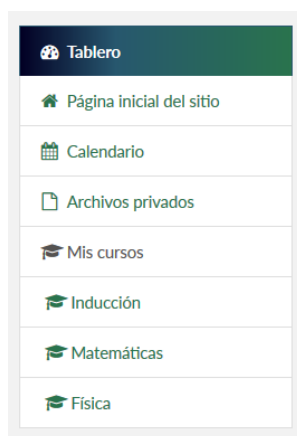 Tablero
Página inicial del sitio
Calendario
Archivos privados
Mis cursos
Inducción
Matemáticas
Física